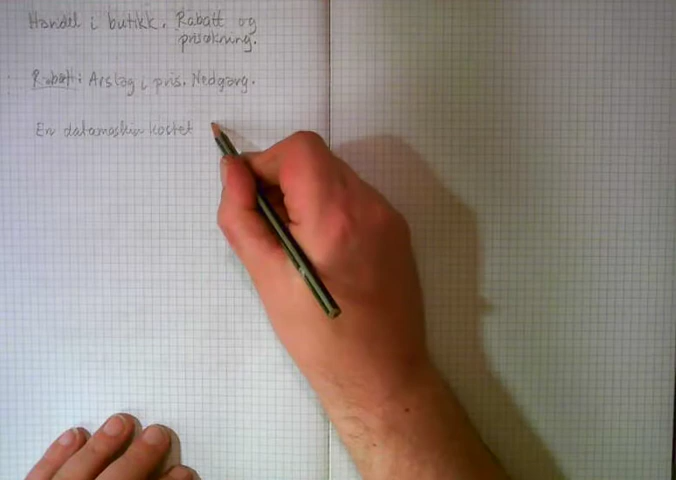 Handel i butikk. Rabatt og
prisøkning.
Rabatt: Avslag i pris. Nedgang.
En datamaskin kostet